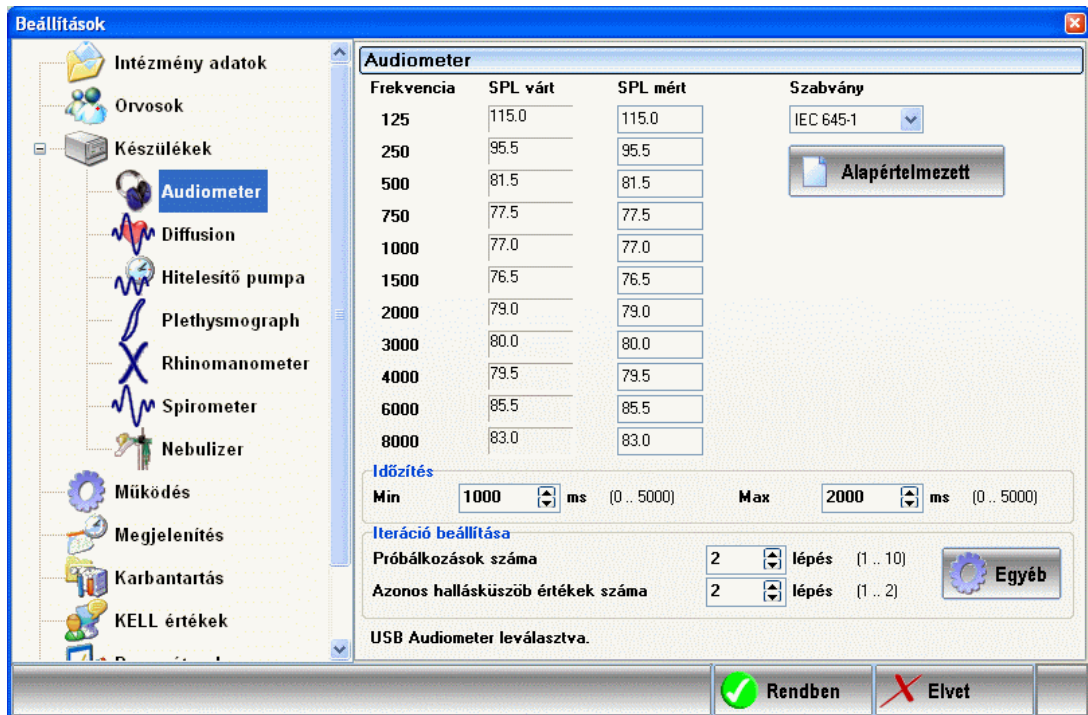 Beállítások
Intézmény adatok
Orvosok
Készülékek
Audiometer
Diffusion
Hitelesítő pumpa
Plethysmograph
Rhinomanometer
Spirometer
Nebulizer
Működés
Megjelenítés
Karbantartás
KELL értékek
Audiometer
Frekvencia SPL várt SPL mért Szabvány
125 115.0 115.0 IEC 645-1
250 95.5 95.5
Alapértelmezett
500 81.5 81.5
750 77.5 77.5
1000 77.0 77.0
1500 76.5 76.5
2000 79.0 79.0
3000 80.0 80.0
4000 79.5 79.5
6000 85.5 85.5
8000 83.0 83.0
Időzítés
Min 1000 ms (0 .. 5000) Max 2000 ms (0 .. 5000)
Iteráció beállítása
Próbálkozások száma 2 lépés (1 .. 10)
Azonos hallásküszöb értékek száma 2 lépés (1 .. 2)
Egyéb
USB Audiometer leválasztva.
Rendben Elvet